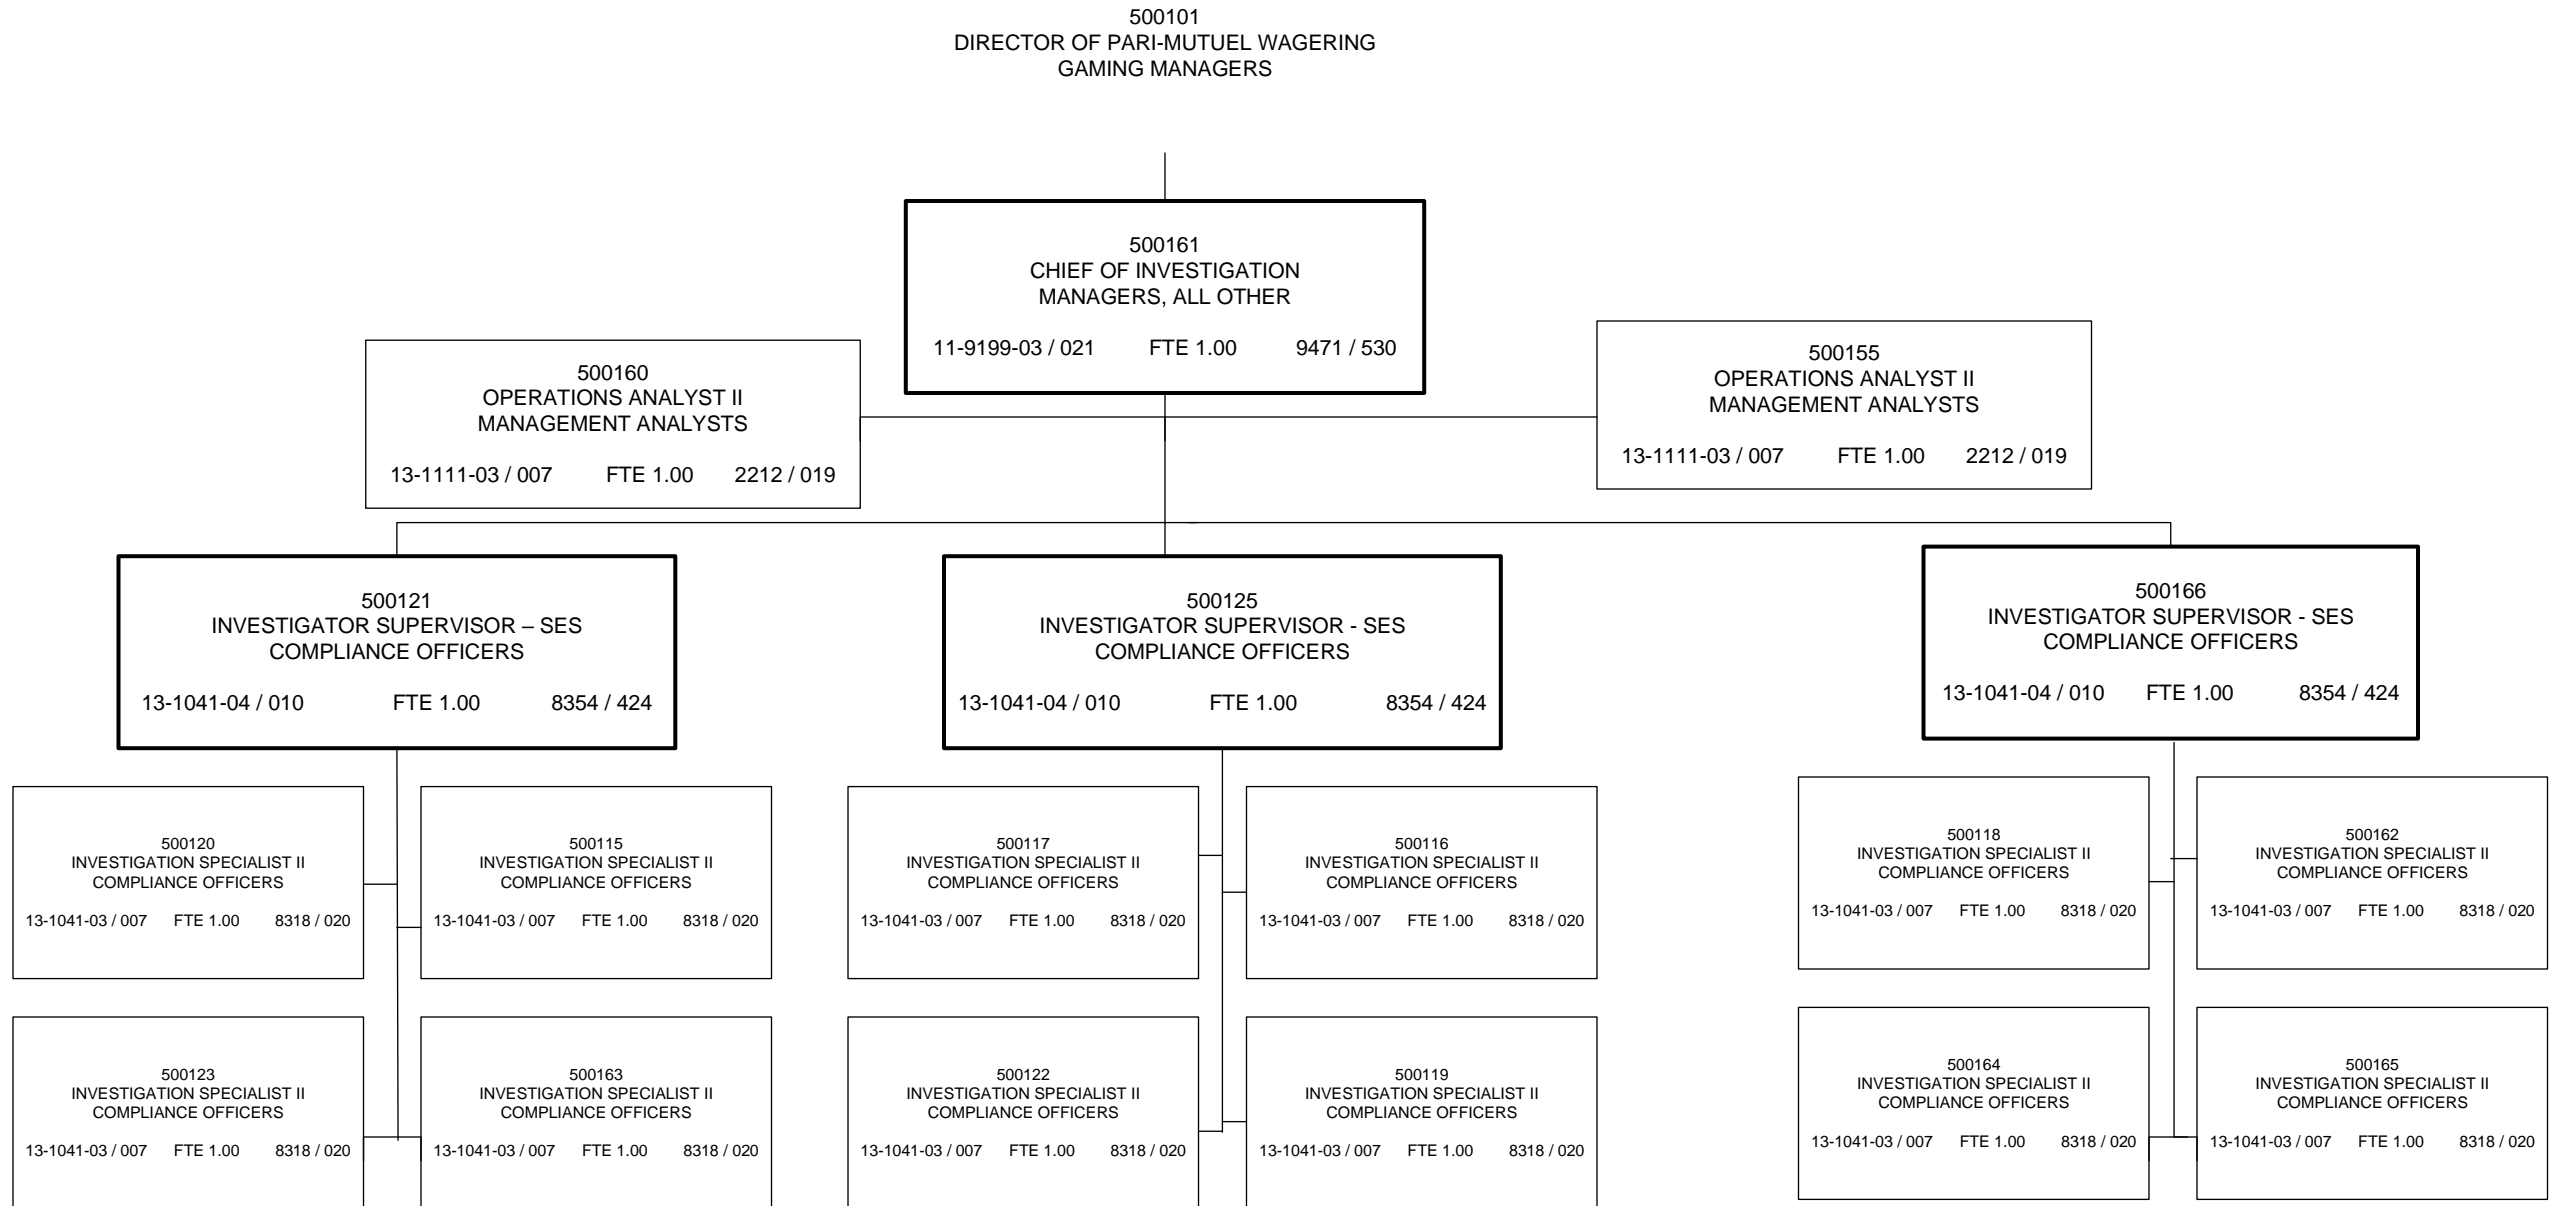 500101
DIRECTOR OF PARI-MUTUEL WAGERING
GAMING MANAGERS
500161
CHIEF OF INVESTIGATION
MANAGERS, ALL OTHER
11-9199-03 / 021 FTE 1.00 9471 / 530
500160
OPERATIONS ANALYST II
MANAGEMENT ANALYSTS
13-1111-03 / 007 FTE 1.00 2212 / 019
500155
OPERATIONS ANALYST II
MANAGEMENT ANALYSTS
13-1111-03 / 007 FTE 1.00 2212 / 019
500121
INVESTIGATOR SUPERVISOR – SES
COMPLIANCE OFFICERS
13-1041-04 / 010 FTE 1.00 8354 / 424
500125
INVESTIGATOR SUPERVISOR - SES
COMPLIANCE OFFICERS
13-1041-04 / 010 FTE 1.00 8354 / 424
500166
INVESTIGATOR SUPERVISOR - SES
COMPLIANCE OFFICERS
13-1041-04 / 010 FTE 1.00 8354 / 424
500120
INVESTIGATION SPECIALIST II
COMPLIANCE OFFICERS
13-1041-03 / 007 FTE 1.00 8318 / 020
500115
INVESTIGATION SPECIALIST II
COMPLIANCE OFFICERS
13-1041-03 / 007 FTE 1.00 8318 / 020
500117
INVESTIGATION SPECIALIST II
COMPLIANCE OFFICERS
13-1041-03 / 007 FTE 1.00 8318 / 020
500116
INVESTIGATION SPECIALIST II
COMPLIANCE OFFICERS
13-1041-03 / 007 FTE 1.00 8318 / 020
500118
INVESTIGATION SPECIALIST II
COMPLIANCE OFFICERS
13-1041-03 / 007 FTE 1.00 8318 / 020
500162
INVESTIGATION SPECIALIST II
COMPLIANCE OFFICERS
13-1041-03 / 007 FTE 1.00 8318 / 020
500123
INVESTIGATION SPECIALIST II
COMPLIANCE OFFICERS
13-1041-03 / 007 FTE 1.00 8318 / 020
500163
INVESTIGATION SPECIALIST II
COMPLIANCE OFFICERS
13-1041-03 / 007 FTE 1.00 8318 / 020
500122
INVESTIGATION SPECIALIST II
COMPLIANCE OFFICERS
13-1041-03 / 007 FTE 1.00 8318 / 020
500119
INVESTIGATION SPECIALIST II
COMPLIANCE OFFICERS
13-1041-03 / 007 FTE 1.00 8318 / 020
500164
INVESTIGATION SPECIALIST II
COMPLIANCE OFFICERS
13-1041-03 / 007 FTE 1.00 8318 / 020
500165
INVESTIGATION SPECIALIST II
COMPLIANCE OFFICERS
13-1041-03 / 007 FTE 1.00 8318 / 020